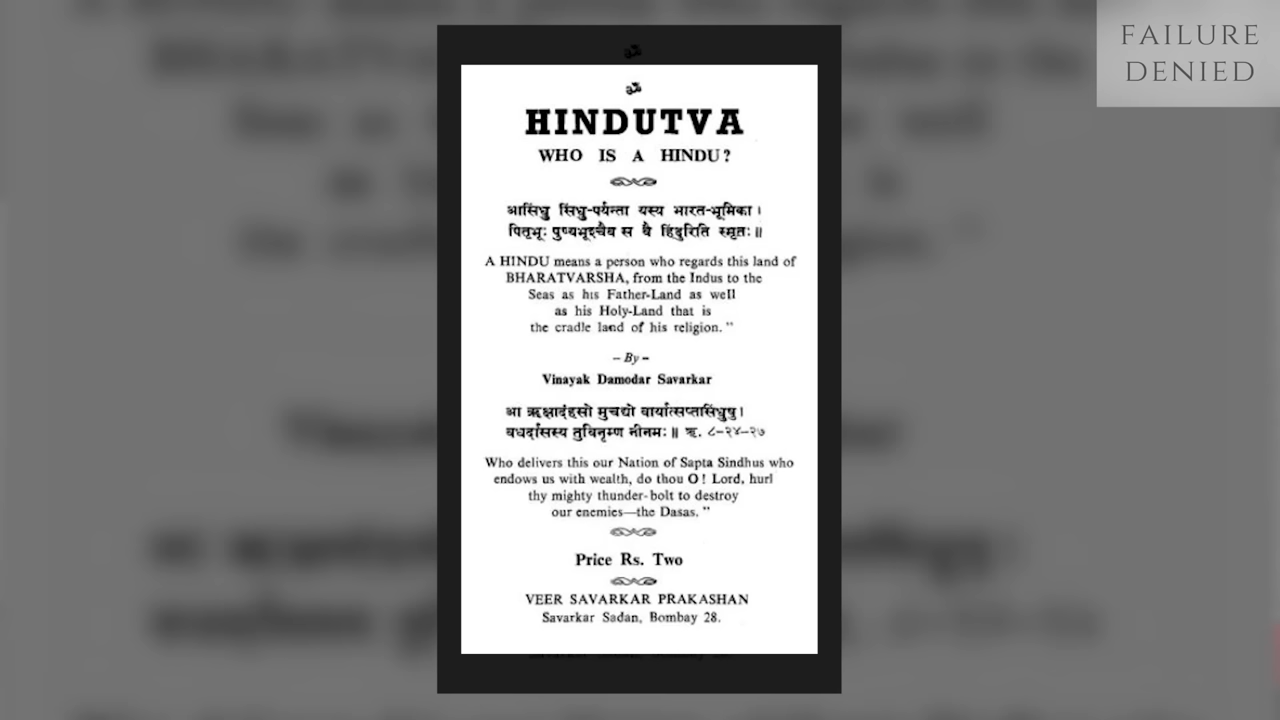 FAILURE
DENIED
ॐ
HINDUTVA
WHO IS A HINDU?
आसिंधु सिंधु-पर्यन्ता यस्य भारत-भूमिका।
पितृभूः पुण्यभूश्चैव स वै हिंदुरिति स्मृतः॥
A HINDU means a person who regards this land of
BHARATVARSHA, from the Indus to the
Seas as his Father-Land as well
as his Holy-Land that is
the cradle land of his religion."
– By –
Vinayak Damodar Savarkar
आ ऋक्षादंहसो मुचद्यो वार्यात्सप्तसिंधुषु।
वधर्दासस्य तुविनृम्ण नीनमः॥ ऋ. ८–२४–२७
Who delivers this our Nation of Sapta Sindhus who
endows us with wealth, do thou O! Lord, hurl
thy mighty thunder-bolt to destroy
our enemies—the Dasas."
Price Rs. Two
VEER SAVARKAR PRAKASHAN
Savarkar Sadan, Bombay 28.